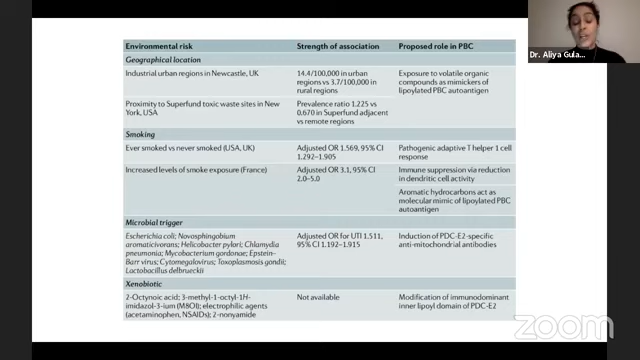 Dr. Aliya Gula...
Environmental risk Strength of association Proposed role in PBC
Geographical location
Industrial urban regions in Newcastle, UK 14.4/100,000 in urban Exposure to volatile organic
regions vs 3.7/100,000 in compounds as mimickers of
rural regions lipoylated PBC autoantigen
Proximity to Superfund toxic waste sites in New Prevalence ratio 1.225 vs
York, USA 0.670 in Superfund adjacent
vs remote regions
Smoking
Ever smoked vs never smoked (USA, UK) Adjusted OR 1.569, 95% CI Pathogenic adaptive T helper 1 cell
1.292–1.905 response
Increased levels of smoke exposure (France) Adjusted OR 3.1, 95% CI Immune suppression via reduction
2.0–5.0 in dendritic cell activity
Aromatic hydrocarbons act as
molecular mimic of lipoylated PBC
autoantigen
Microbial trigger
Escherichia coli; Novosphingobium Adjusted OR for UTI 1.511, Induction of PDC-E2-specific
aromaticivorans; Helicobacter pylori; Chlamydia 95% CI 1.192–1.915 anti-mitochondrial antibodies
pneumonia; Mycobacterium gordonae; Epstein–
Barr virus; Cytomegalovirus; Toxoplasmosis gondii;
Lactobacillus delbrueckii
Xenobiotic
2-Octynoic acid; 3-methyl-1-octyl-1H- Not available Modification of immunodominant
imidazol-3-ium (M8OI); electrophilic agents inner lipoyl domain of PDC-E2
(acetaminophen, NSAIDs); 2-nonyamide
zoom